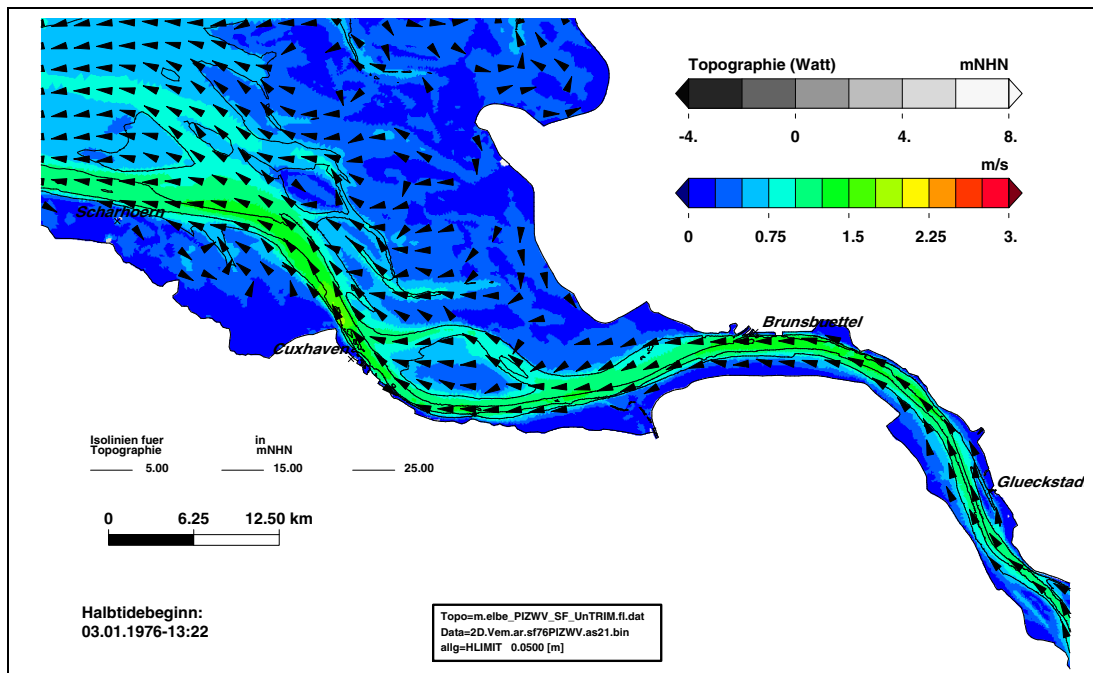 Topographie (Watt) mNHN
-4. 0 4. 8.
m/s
0 0.75 1.5 2.25 3.
Scharhoern
Brunsbuettel
Cuxhaven
Glueckstad
Isolinien fuer in
Topographie mNHN
5.00 15.00 25.00
0 6.25 12.50 km
Halbtidebeginn:
03.01.1976-13:22
Topo=m.elbe_PIZWV_SF_UnTRIM.fl.dat
Data=2D.Vem.ar.sf76PIZWV.as21.bin
allg=HLIMIT 0.0500 [m]